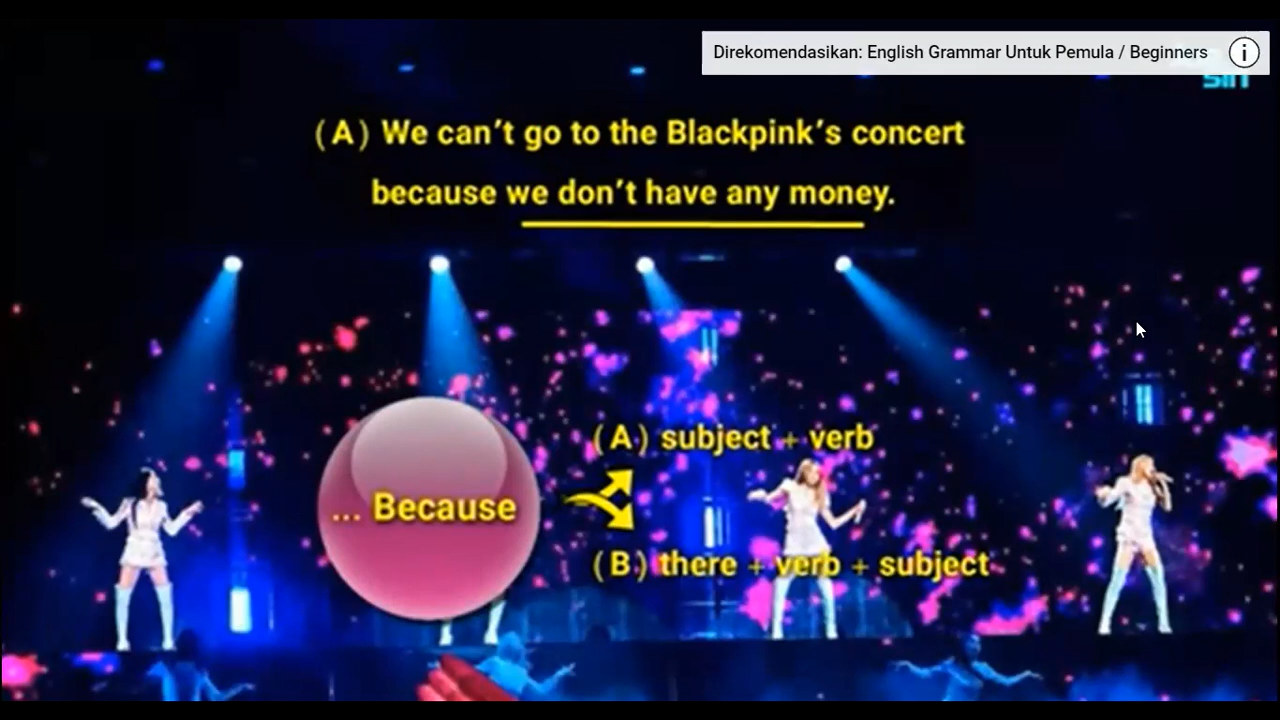 Direkomendasikan: English Grammar Untuk Pemula / Beginners
(A) We can't go to the Blackpink's concert
because we don't have any money.
(A) subject + verb
... Because
(B) there + verb + subject